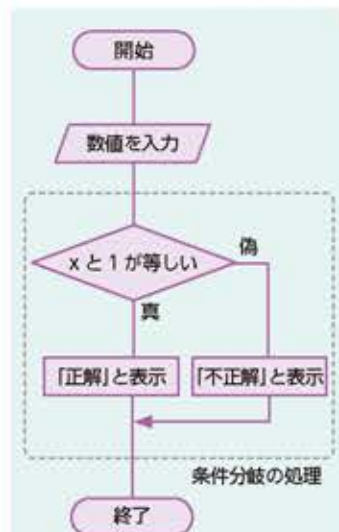 開始
数値を入力
x と 1 が等しい
偽
真
「正解」と表示
「不正解」と表示
条件分岐の処理
終了